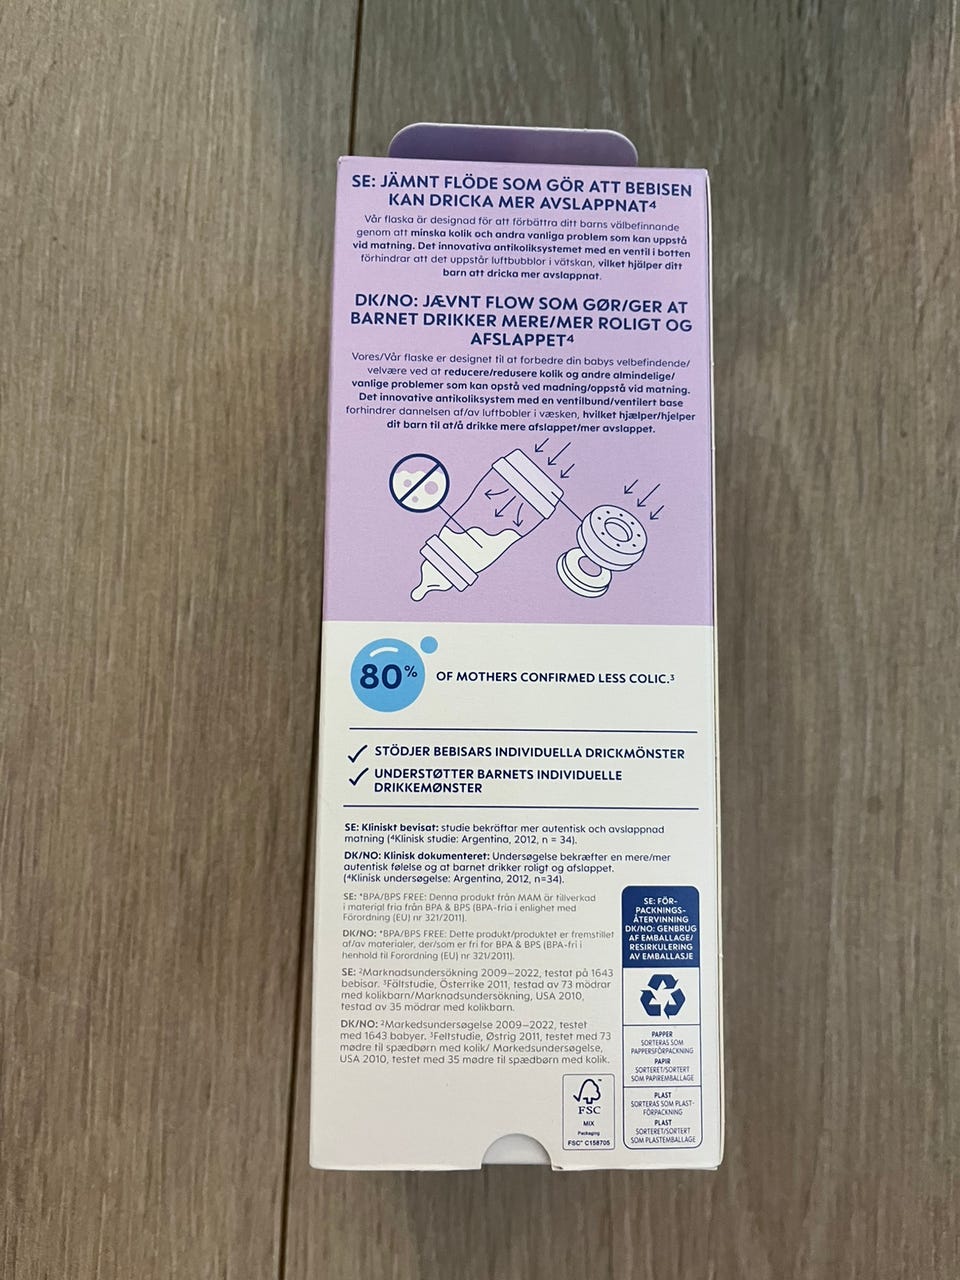 SE: JÄMNT FLÖDE SOM GÖR ATT BEBISEN
KAN DRICKA MER AVSLAPPNAT⁴
Vår flaska är designad för att förbättra ditt barns välbefinnande
genom att minska kolik och andra vanliga problem som kan uppstå
vid matning. Det innovativa antikoliksystemet med en ventil i botten
förhindrar att det uppstår luftbubblor i vätskan, vilket hjälper ditt
barn att dricka mer avslappnat.
DK/NO: JÆVNT FLOW SOM GØR/GER AT
BARNET DRIKKER MERE/MER ROLIGT OG
AFSLAPPET⁴
Vores/Vår flaske er designet til at forbedre din babys velbefindende/
velvære ved at reducere/redusere kolik og andre almindelige/
vanlige problemer som kan opstå ved madning/oppstå vid matning.
Det innovative antikoliksystem med en ventilbund/ventilert base
forhindrer dannelsen af/av luftbobler i væsken, hvilket hjælper/hjelper
dit barn til at/å drikke mere afslappet/mer avslappet.
80% OF MOTHERS CONFIRMED LESS COLIC.³
STÖDJER BEBISARS INDIVIDUELLA DRICKMÖNSTER
UNDERSTØTTER BARNETS INDIVIDUELLE
DRIKKEMØNSTER
SE: Kliniskt bevisat: studie bekräftar mer autentisk och avslappnad
matning (⁴Klinisk studie: Argentina, 2012, n = 34).
DK/NO: Klinisk dokumenteret: Undersøgelse bekræfter en mere/mer
autentisk følelse og at barnet drikker roligt og afslappet.
(⁴Klinisk undersøgelse: Argentina, 2012, n=34).
SE: *BPA/BPS FREE: Denna produkt från MAM är tillverkad
i material fria från BPA & BPS (BPA-fria i enlighet med
Förordning (EU) nr 321/2011).
DK/NO: *BPA/BPS FREE: Dette produkt/produktet er fremstillet
af/av materialer, der/som er fri for BPA & BPS (BPA-fri i
henhold til Forordning (EU) nr 321/2011).
SE: ²Marknadsundersökning 2009–2022, testat på 1643
bebisar. ³Fältstudie, Österrike 2011, testad av 73 mödrar
med kolikbarn/Marknadsundersökning, USA 2010,
testad av 35 mödrar med kolikbarn.
DK/NO: ²Markedsundersøgelse 2009–2022, testet
med 1643 babyer. ³Feltstudie, Østrig 2011, testet med 73
mødre til spædbørn med kolik/ Markedsundersøgelse,
USA 2010, testet med 35 mødre til spædbørn med kolik.
SE: FÖR-
PACKNINGS-
ÅTERVINNING
DK/NO: GENBRUG
AF EMBALLAGE/
RESIRKULERING
AV EMBALLASJE
PAPPER
SORTERAS SOM
PAPPERSFÖRPACKNING
PAPIR
SORTERET/SORTERT
SOM PAPIREMBALLAGE
PLAST
SORTERAS SOM PLAST-
FÖRPACKNING
PLAST
SORTERET/SORTERT
SOM PLASTEMBALLAGE
FSC
MIX
Packaging
FSC® C158705